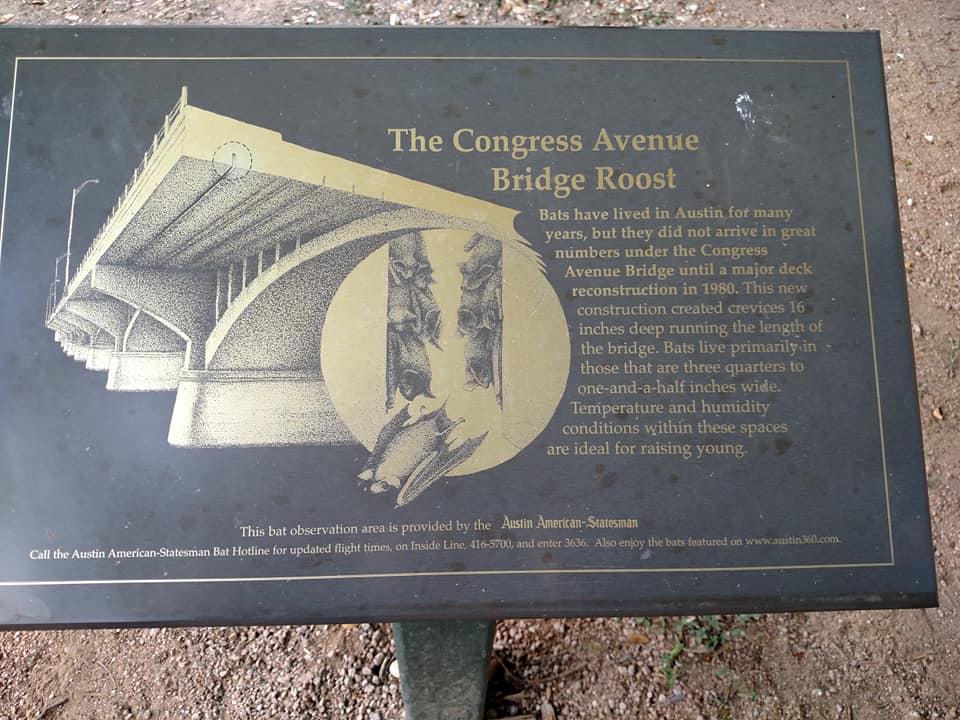 The Congress Avenue
Bridge Roost
Bats have lived in Austin for many
years, but they did not arrive in great
numbers under the Congress
Avenue Bridge until a major deck
reconstruction in 1980. This new
construction created crevices 16
inches deep running the length of
the bridge. Bats live primarily in
those that are three quarters to
one-and-a-half inches wide.
Temperature and humidity
conditions within these spaces
are ideal for raising young.
This bat observation area is provided by the Austin American-Statesman
Call the Austin American-Statesman Bat Hotline for updated flight times, on Inside Line, 416-5700, and enter 3636. Also enjoy the bats featured on www.austin360.com.